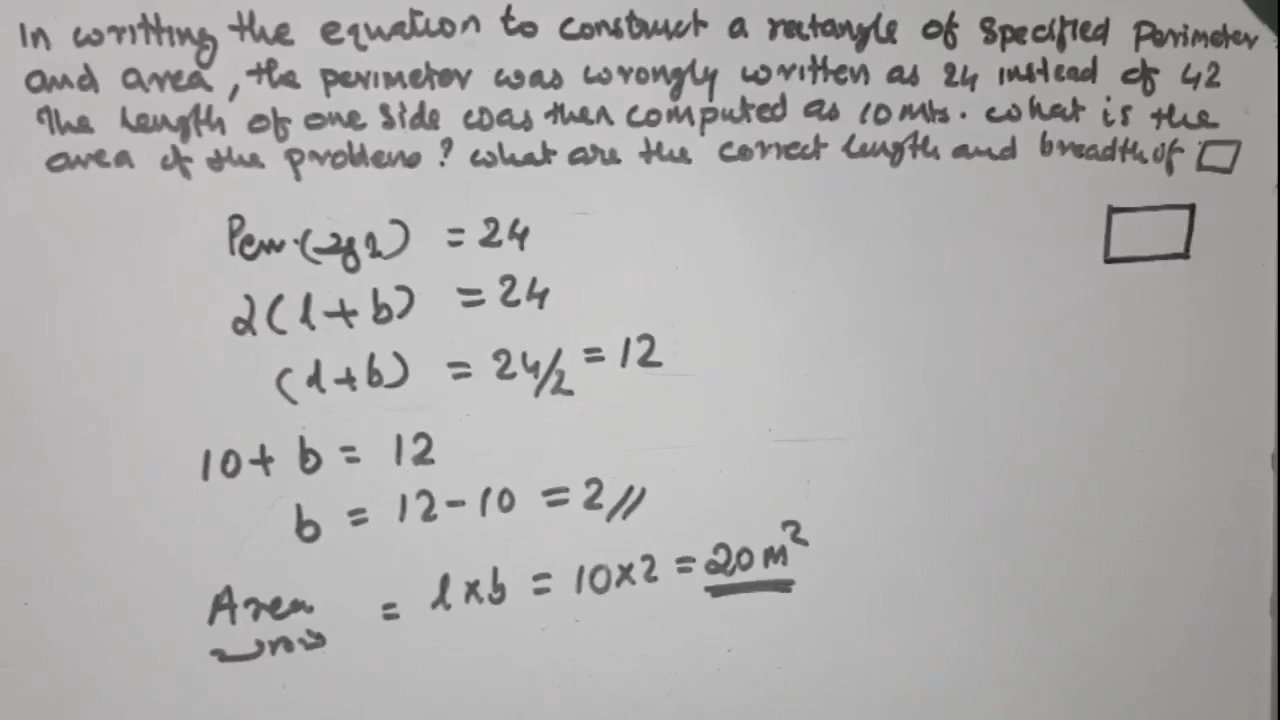 In writting the equation to construct a rectangle of Specified Perimeter
and area, the perimeter was wrongly written as 24 instead of 42
The length of one side was then computed as 10 mts. what is the
area of the problem? what are the correct length and breadth of
= 24
2(l+b) = 24
(l+b) = 24/2 = 12
10+ b = 12
b = 12-10 = 2//
Area = l×b = 10×2 = 20m²